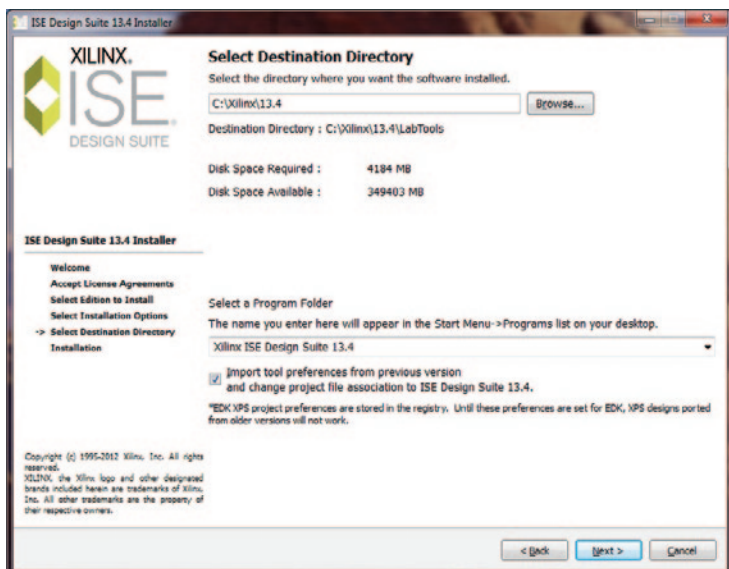 ISE Design Suite 13.4 Installer
XILINX.
ISE
DESIGN SUITE
Select Destination Directory
Select the directory where you want the software installed.
C:\Xilinx\13.4
Browse...
Destination Directory : C:\Xilinx\13.4\LabTools
Disk Space Required : 4184 MB
Disk Space Available : 349403 MB
ISE Design Suite 13.4 Installer
Welcome
Accept License Agreements
Select Edition to Install
Select Installation Options
-> Select Destination Directory
Installation
Select a Program Folder
The name you enter here will appear in the Start Menu->Programs list on your desktop.
Xilinx ISE Design Suite 13.4
Import tool preferences from previous version
and change project file association to ISE Design Suite 13.4.
*EDK XPS project preferences are stored in the registry. Until these preferences are set for EDK, XPS designs ported
from older versions will not work.
Copyright (c) 1995-2012 Xilinx, Inc. All rights
reserved.
XILINX, the Xilinx logo and other designated
brands included herein are trademarks of Xilinx,
Inc. All other trademarks are the property of
their respective owners.
< Back
Next >
Cancel